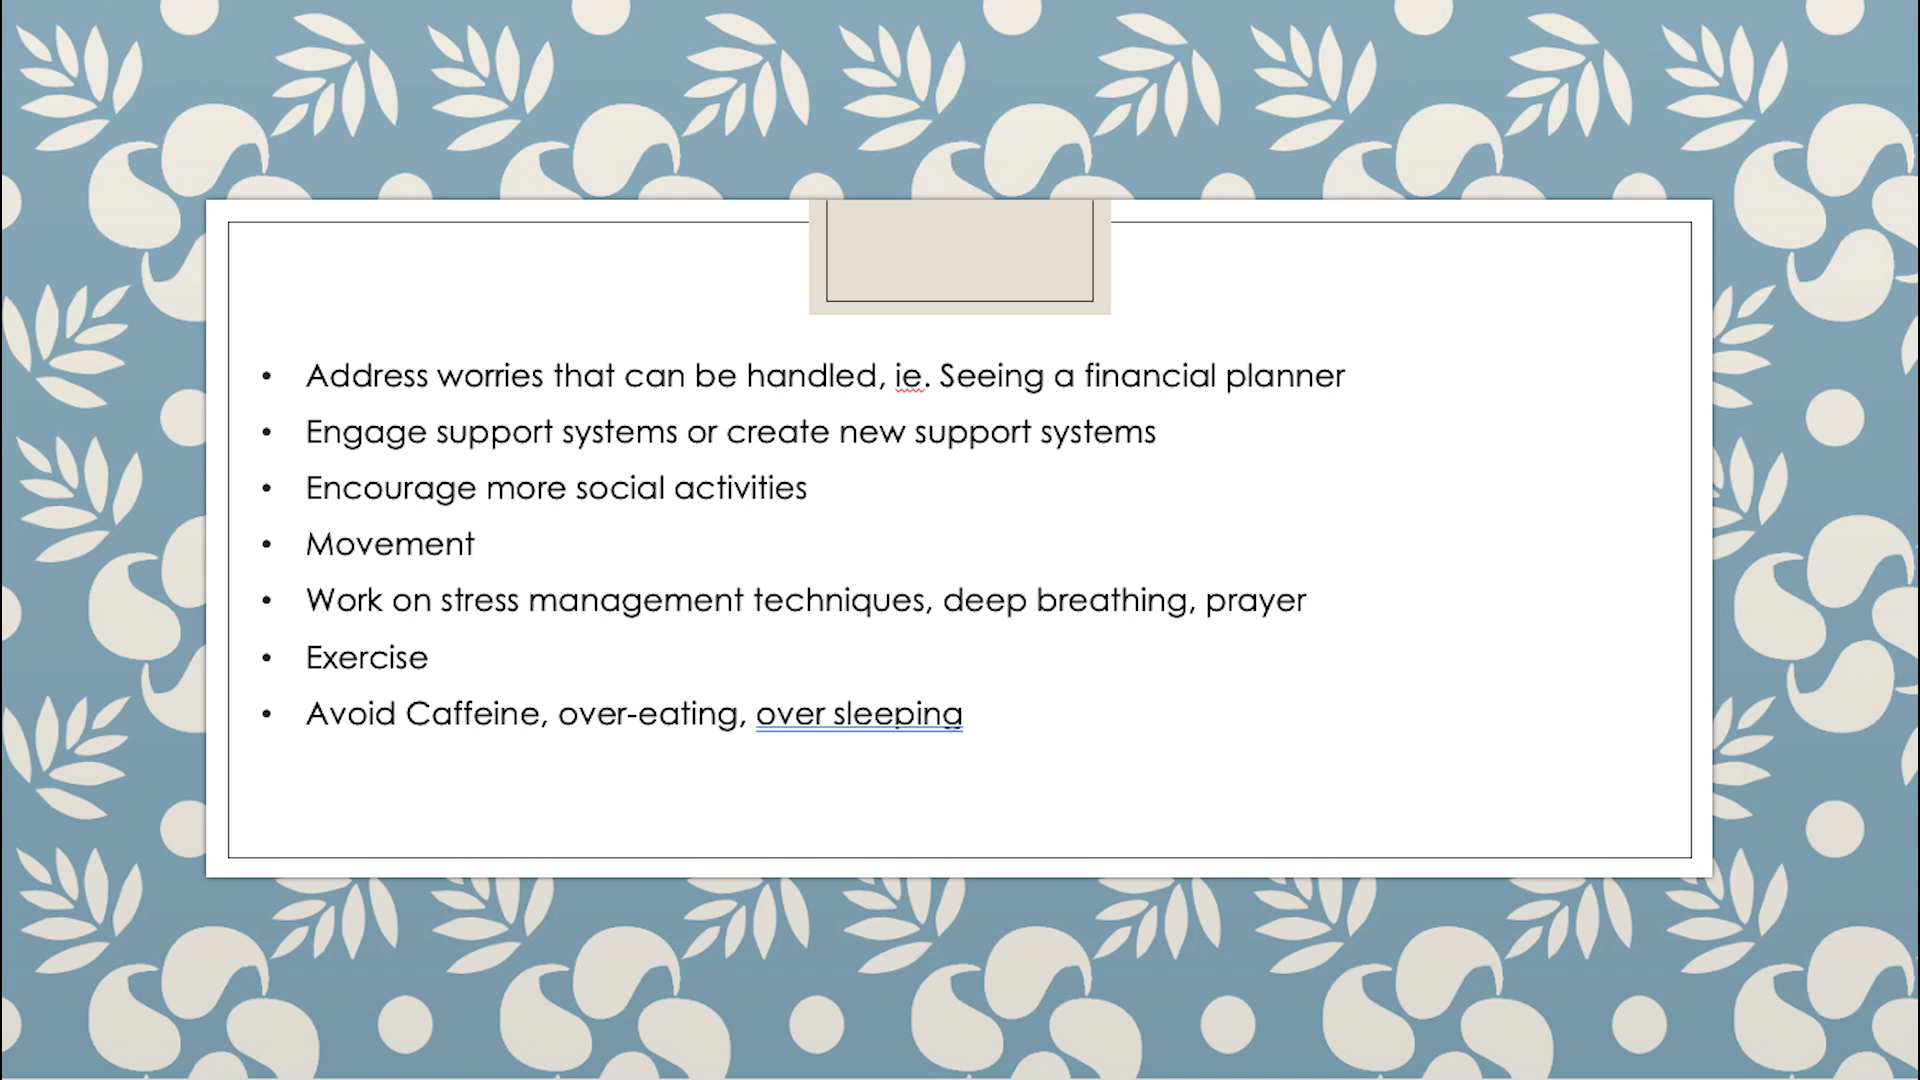 • Address worries that can be handled, ie. Seeing a financial planner
• Engage support systems or create new support systems
• Encourage more social activities
• Movement
• Work on stress management techniques, deep breathing, prayer
• Exercise
• Avoid Caffeine, over-eating, over sleeping